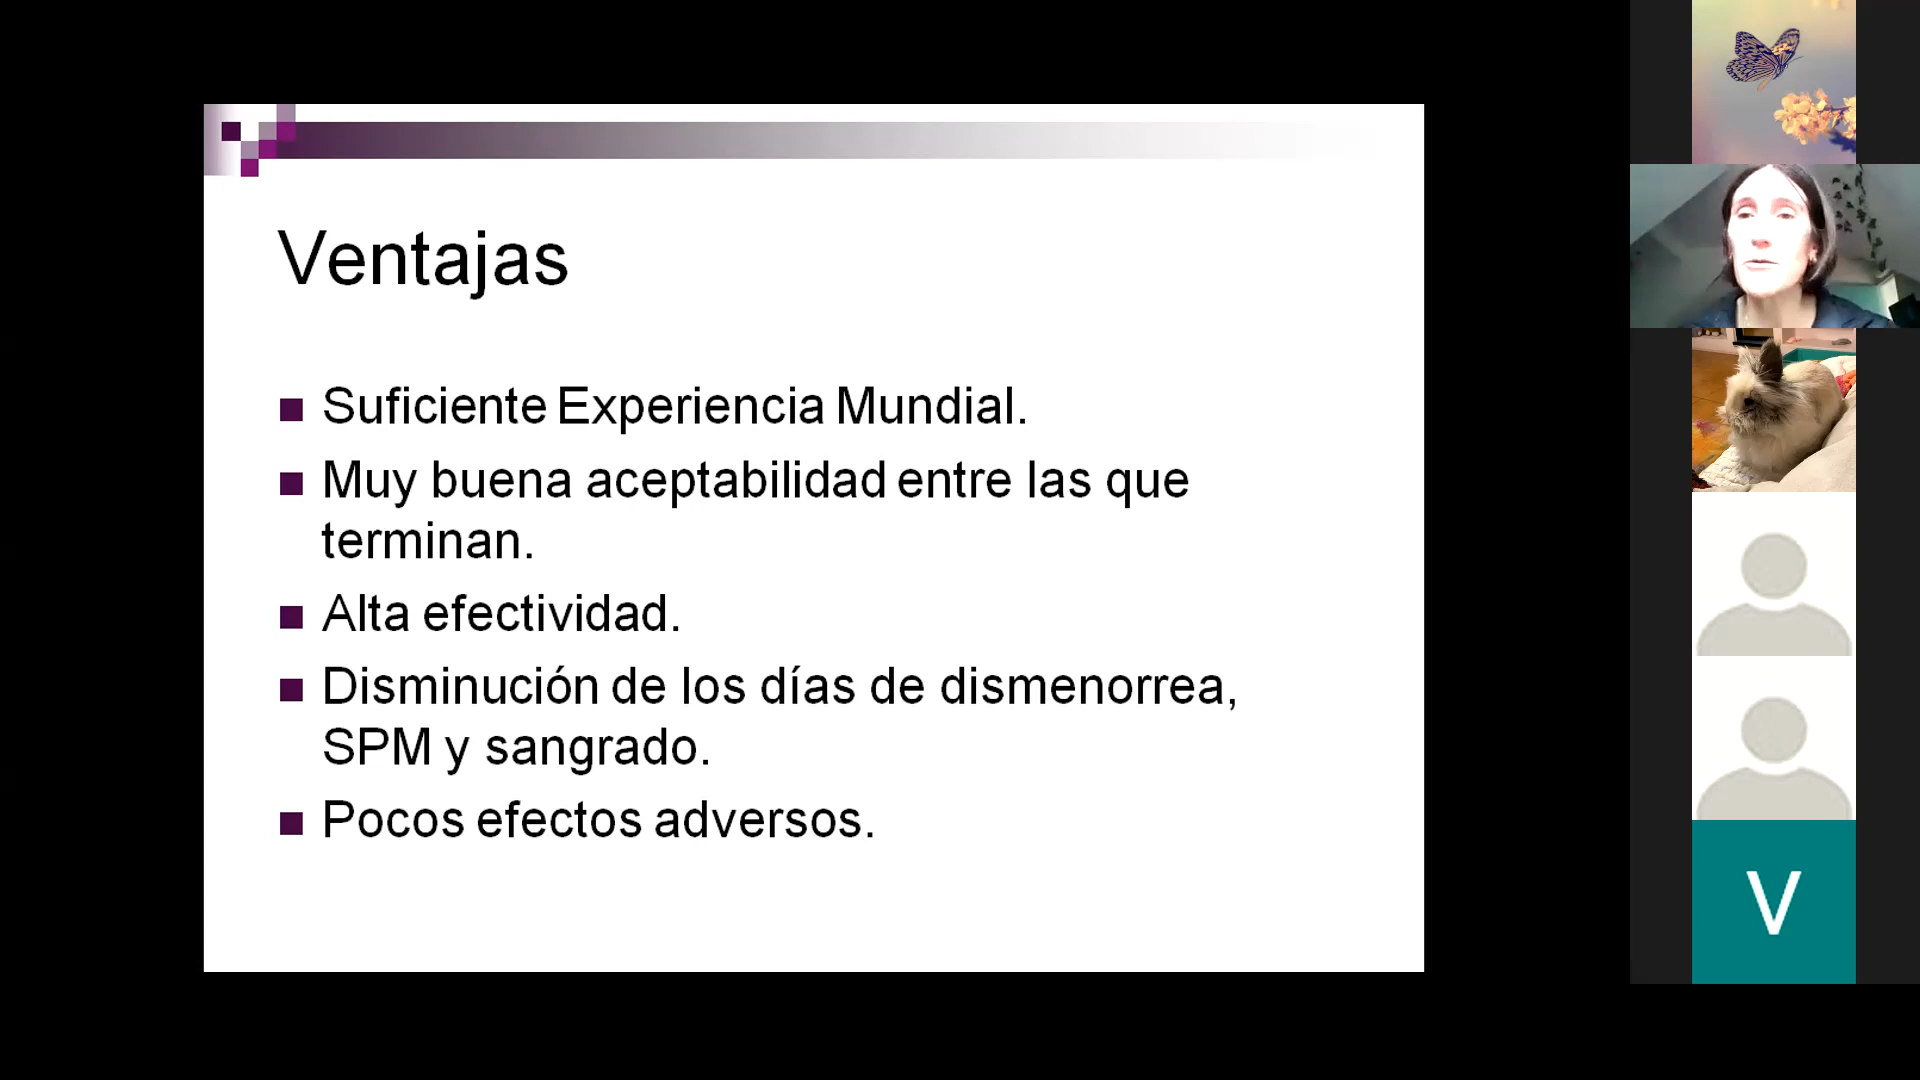 Ventajas
Suficiente Experiencia Mundial.
Muy buena aceptabilidad entre las que
terminan.
Alta efectividad.
Disminución de los días de dismenorrea,
SPM y sangrado.
Pocos efectos adversos.
V